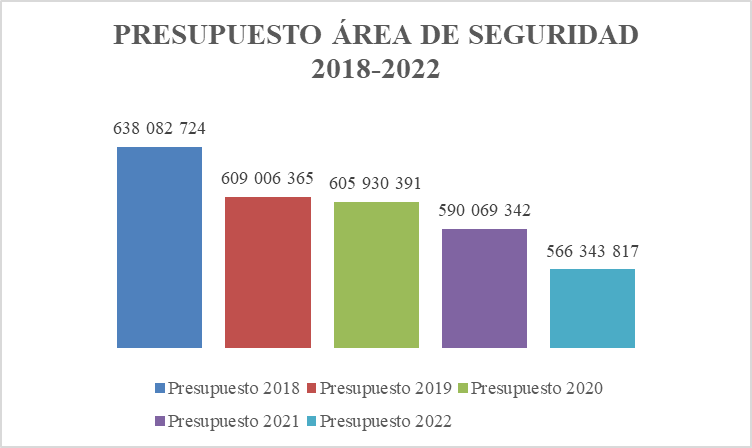 PRESUPUESTO ÁREA DE SEGURIDAD
2018-2022
638 082 724
609 006 365
605 930 391
590 069 342
566 343 817
Presupuesto 2018 Presupuesto 2019 Presupuesto 2020
Presupuesto 2021 Presupuesto 2022